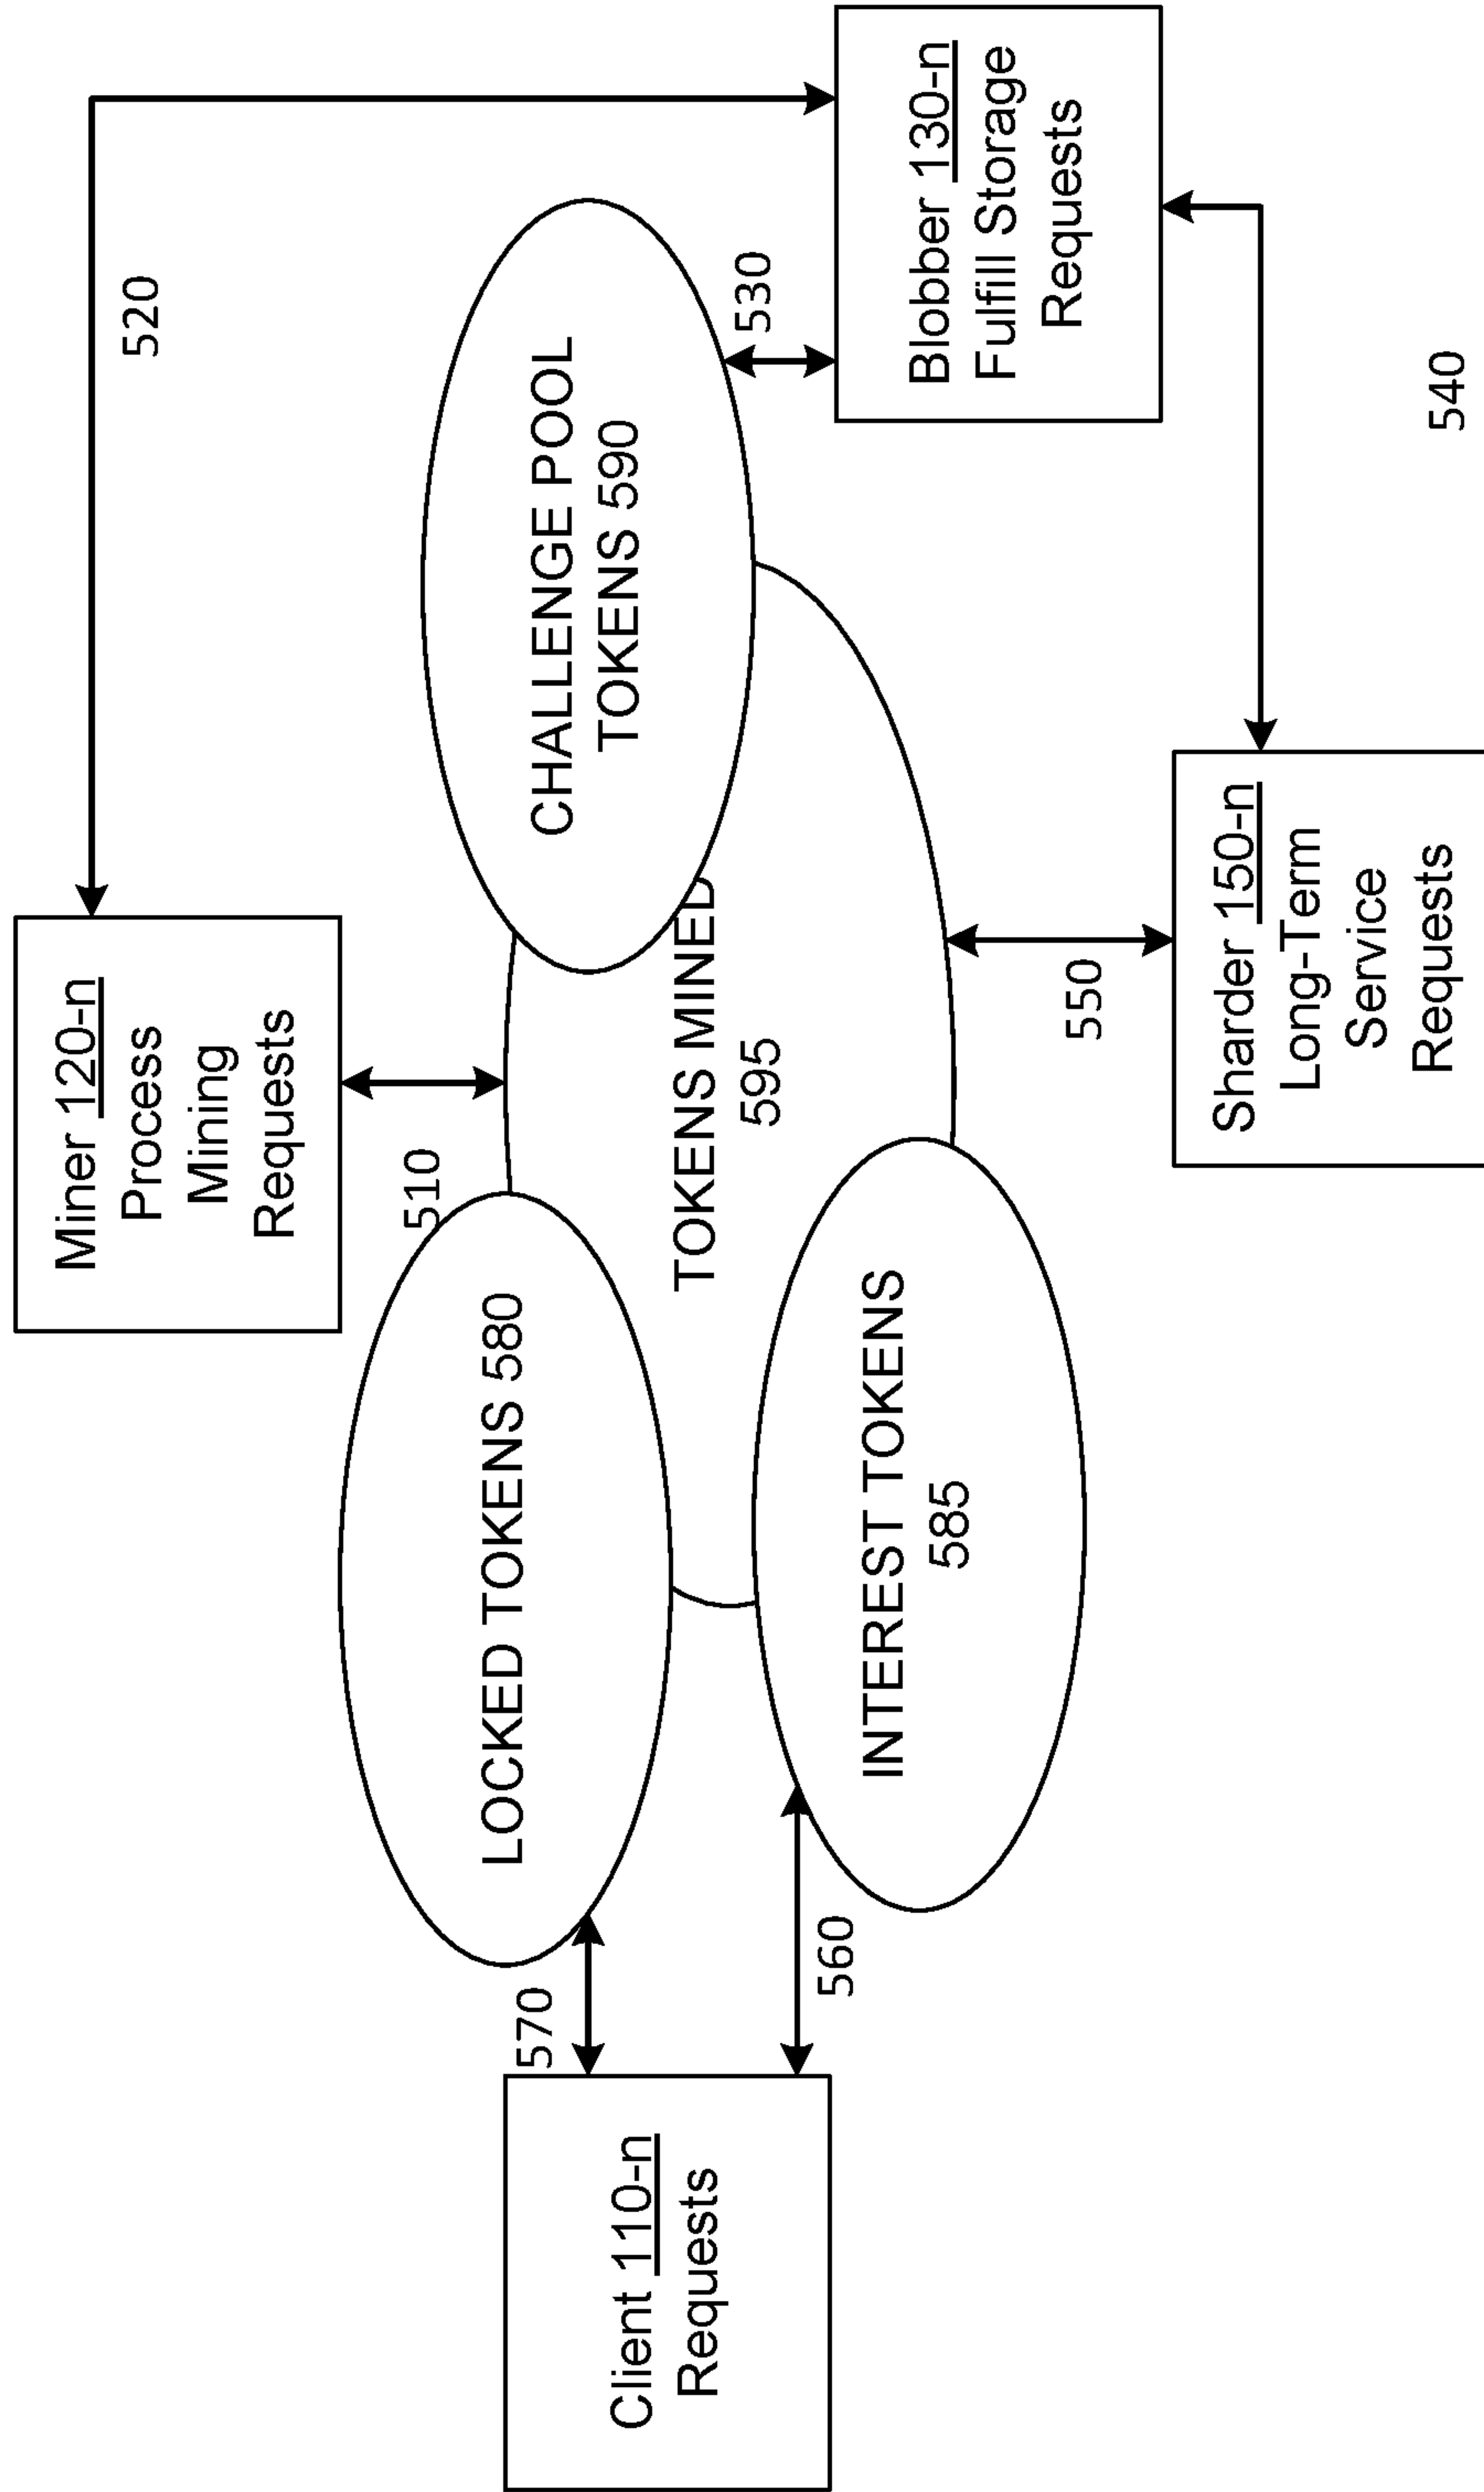 Miner 120-n
Process
Mining
Requests
520
510
LOCKED TOKENS 580
CHALLENGE POOL
TOKENS 590
570
Client 110-n
Requests
TOKENS MINED
595
530
560
INTEREST TOKENS
585
Blobber 130-n
Fulfill Storage
Requests
550
Sharder 150-n
Long-Term
Service
Requests
540